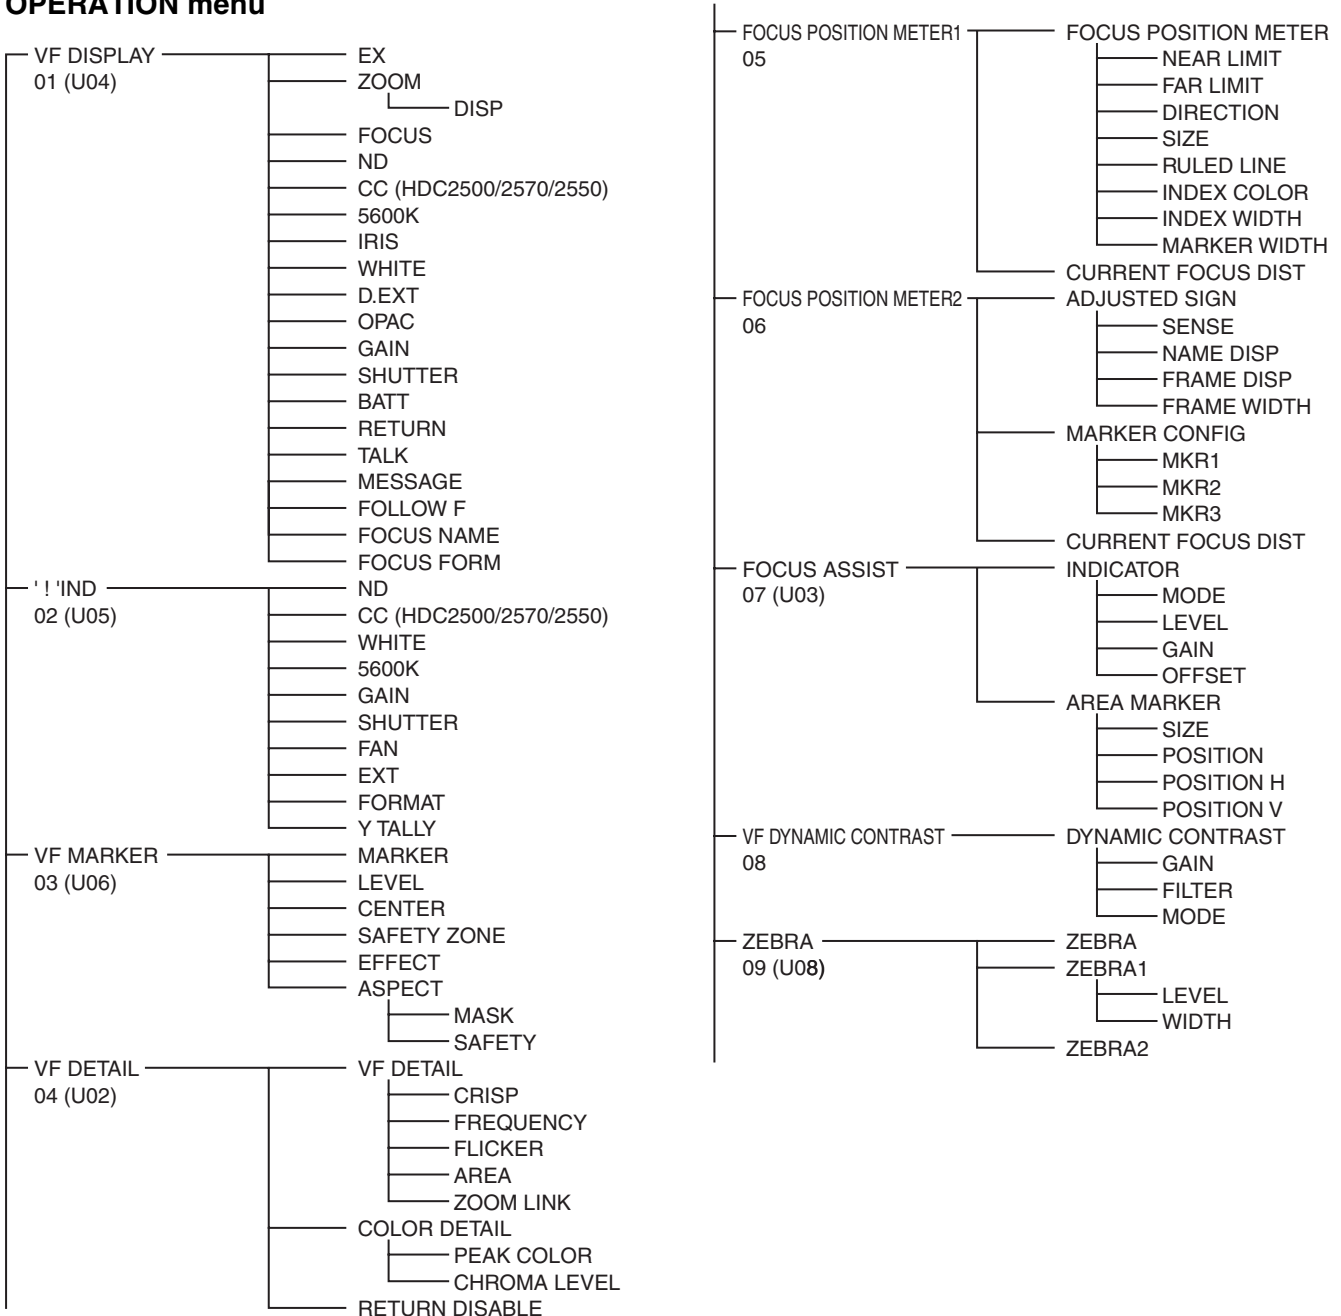 OPERATION menu
VF DISPLAY
01 (U04)
EX
ZOOM
DISP
FOCUS
ND
CC (HDC2500/2570/2550)
5600K
IRIS
WHITE
D.EXT
OPAC
GAIN
SHUTTER
BATT
RETURN
TALK
MESSAGE
FOLLOW F
FOCUS NAME
FOCUS FORM
' ! 'IND
02 (U05)
ND
CC (HDC2500/2570/2550)
WHITE
5600K
GAIN
SHUTTER
FAN
EXT
FORMAT
Y TALLY
VF MARKER
03 (U06)
MARKER
LEVEL
CENTER
SAFETY ZONE
EFFECT
ASPECT
MASK
SAFETY
VF DETAIL
04 (U02)
VF DETAIL
CRISP
FREQUENCY
FLICKER
AREA
ZOOM LINK
COLOR DETAIL
PEAK COLOR
CHROMA LEVEL
RETURN DISABLE
FOCUS POSITION METER1
05
FOCUS POSITION METER
NEAR LIMIT
FAR LIMIT
DIRECTION
SIZE
RULED LINE
INDEX COLOR
INDEX WIDTH
MARKER WIDTH
CURRENT FOCUS DIST
FOCUS POSITION METER2
06
ADJUSTED SIGN
SENSE
NAME DISP
FRAME DISP
FRAME WIDTH
MARKER CONFIG
MKR1
MKR2
MKR3
CURRENT FOCUS DIST
FOCUS ASSIST
07 (U03)
INDICATOR
MODE
LEVEL
GAIN
OFFSET
AREA MARKER
SIZE
POSITION
POSITION H
POSITION V
VF DYNAMIC CONTRAST
08
DYNAMIC CONTRAST
GAIN
FILTER
MODE
ZEBRA
09 (U08)
ZEBRA
ZEBRA1
LEVEL
WIDTH
ZEBRA2